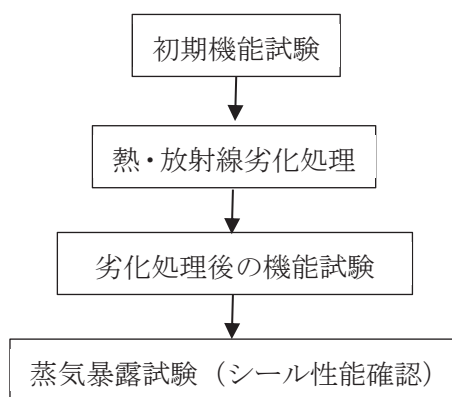 初期機能試験
熱・放射線劣化処理
劣化処理後の機能試験
蒸気暴露試験（シール性能確認）